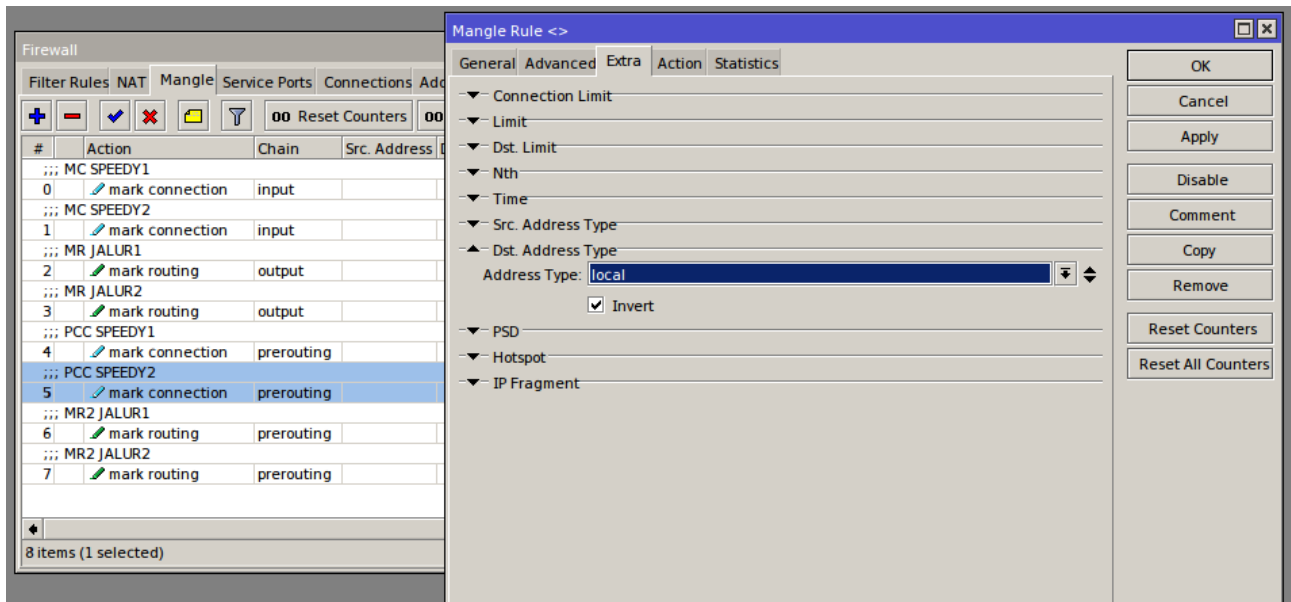 Firewall
Filter Rules NAT Mangle Service Ports Connections Add
00 Reset Counters 00
# Action Chain Src. Address D
;;; MC SPEEDY1
0 mark connection input
;;; MC SPEEDY2
1 mark connection input
;;; MR JALUR1
2 mark routing output
;;; MR JALUR2
3 mark routing output
;;; PCC SPEEDY1
4 mark connection prerouting
;;; PCC SPEEDY2
5 mark connection prerouting
;;; MR2 JALUR1
6 mark routing prerouting
;;; MR2 JALUR2
7 mark routing prerouting
8 items (1 selected)
Mangle Rule <>
General Advanced Extra Action Statistics
Connection Limit
Limit
Dst. Limit
Nth
Time
Src. Address Type
Dst. Address Type
Address Type: local
Invert
PSD
Hotspot
IP Fragment
OK
Cancel
Apply
Disable
Comment
Copy
Remove
Reset Counters
Reset All Counters